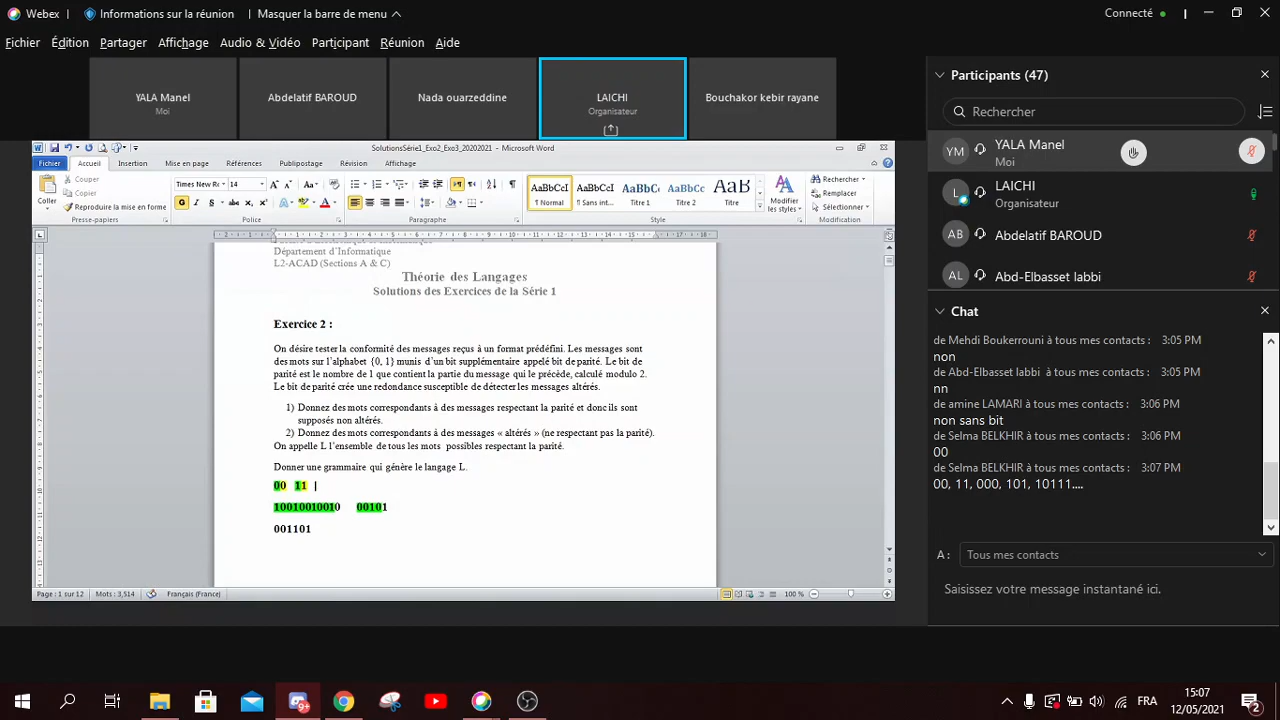 Webex
Informations sur la réunion
Masquer la barre de menu
Connecté
Fichier Édition Partager Affichage Audio & Vidéo Participant Réunion Aide
YALA Manel
Moi
Abdelatif BAROUD
Nada ouarzeddine
LAICHI
Organisateur
Bouchakor kebir rayane
SolutionsSérie1_Exo2_Exo3_20202021 - Microsoft Word
Fichier Accueil Insertion Mise en page Références Publipostage Révision Affichage
Coller
Couper
Copier
Reproduire la mise en forme
Presse-papiers
Times New Ro 14
Police
Paragraphe
AaBbCcI
¶ Normal
AaBbCcI
¶ Sans int...
AaBbC
Titre 1
AaBbCc
Titre 2
AaB
Titre
Modifier
les styles
Style
Rechercher
Remplacer
Sélectionner
Modification
Département d'Informatique
L2-ACAD (Sections A & C)
Théorie des Langages
Solutions des Exercices de la Série 1
Exercice 2 :
On désire tester la conformité des messages reçus à un format prédéfini. Les messages sont
des mots sur l'alphabet {0, 1} munis d'un bit supplémentaire appelé bit de parité. Le bit de
parité est le nombre de 1 que contient la partie du message qui le précède, calculé modulo 2.
Le bit de parité crée une redondance susceptible de détecter les messages altérés.
1) Donnez des mots correspondants à des messages respectant la parité et donc ils sont
supposés non altérés.
2) Donnez des mots correspondants à des messages « altérés » (ne respectant pas la parité).
On appelle L l'ensemble de tous les mots possibles respectant la parité.
Donner une grammaire qui génère le langage L.
00 11
10010010010 00101
001101
Page : 1 sur 12 Mots : 3,514 Français (France) 100 %
Participants (47)
Rechercher
YM YALA Manel
Moi
L LAICHI
Organisateur
AB Abdelatif BAROUD
AL Abd-Elbasset labbi
Chat
de Mehdi Boukerrouni à tous mes contacts : 3:05 PM
non
de Abd-Elbasset labbi à tous mes contacts : 3:05 PM
nn
de amine LAMARI à tous mes contacts : 3:06 PM
non sans bit
de Selma BELKHIR à tous mes contacts : 3:06 PM
00
de Selma BELKHIR à tous mes contacts : 3:07 PM
00, 11, 000, 101, 10111....
A : Tous mes contacts
Saisissez votre message instantané ici.
FRA
15:07
12/05/2021
2